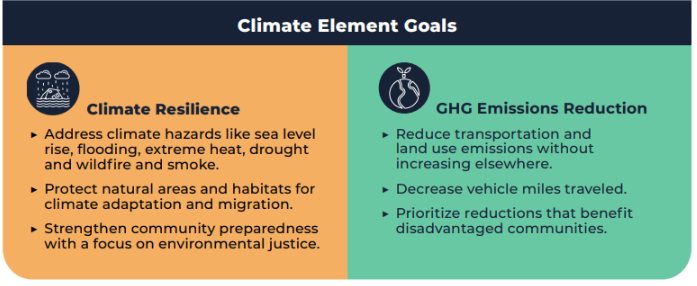 Climate Element Goals
Climate Resilience
▸ Address climate hazards like sea level
rise, flooding, extreme heat, drought
and wildfire and smoke.
▸ Protect natural areas and habitats for
climate adaptation and migration.
▸ Strengthen community preparedness
with a focus on environmental justice.
GHG Emissions Reduction
▸ Reduce transportation and
land use emissions without
increasing elsewhere.
▸ Decrease vehicle miles traveled.
▸ Prioritize reductions that benefit
disadvantaged communities.